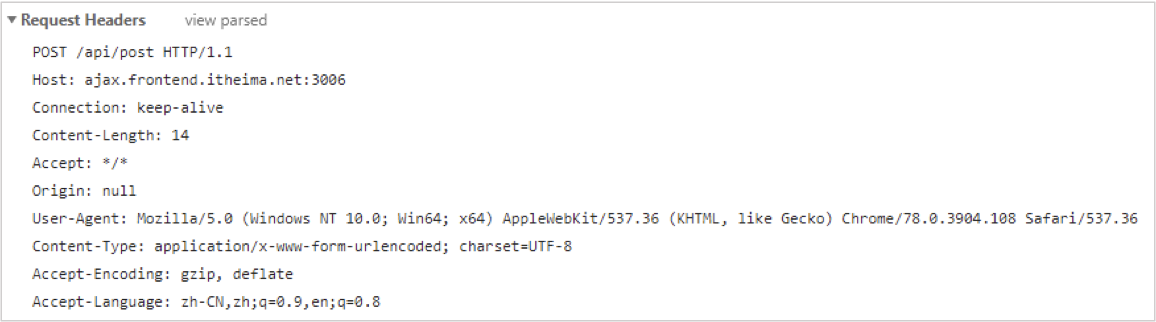 Request Headers view parsed
POST /api/post HTTP/1.1
Host: ajax.frontend.itheima.net:3006
Connection: keep-alive
Content-Length: 14
Accept: */*
Origin: null
User-Agent: Mozilla/5.0 (Windows NT 10.0; Win64; x64) AppleWebKit/537.36 (KHTML, like Gecko) Chrome/78.0.3904.108 Safari/537.36
Content-Type: application/x-www-form-urlencoded; charset=UTF-8
Accept-Encoding: gzip, deflate
Accept-Language: zh-CN,zh;q=0.9,en;q=0.8